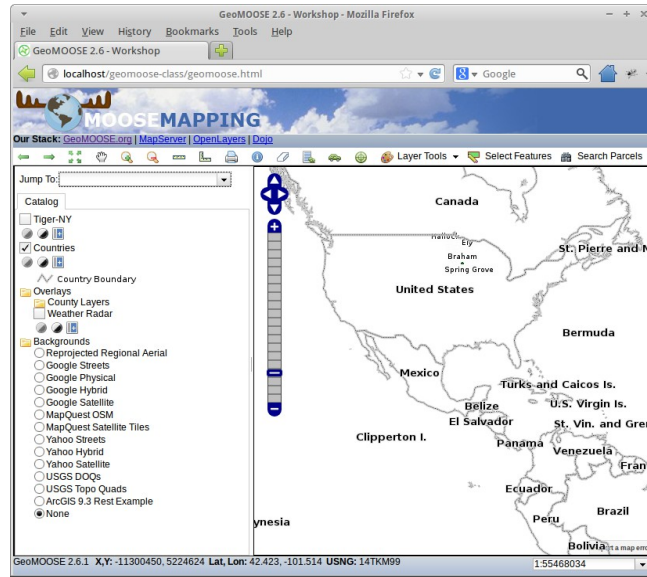 GeoMOOSE 2.6 - Workshop - Mozilla Firefox
File Edit View History Bookmarks Tools Help
GeoMOOSE 2.6 - Workshop
localhost/geomoose-class/geomoose.html
Google
MOOSEMAPPING
Our Stack: GeoMOOSE.org | MapServer | OpenLayers | Dojo
Layer Tools
Select Features
Search Parcels
Jump To:
Catalog
Tiger-NY
Countries
Country Boundary
Overlays
County Layers
Weather Radar
Backgrounds
Reprojected Regional Aerial
Google Streets
Google Physical
Google Hybrid
Google Satellite
MapQuest OSM
MapQuest Satellite Tiles
Yahoo Streets
Yahoo Hybrid
Yahoo Satellite
USGS DOQs
USGS Topo Quads
ArcGIS 9.3 Rest Example
None
Canada
Hallock
Ely
St. Pierre and M
Braham
Spring Grove
United States
Bermuda
Mexico
Turks and Caicos Is.
Belize
U.S. Virgin Is.
El Salvador
St. Vin. and Gre
Clipperton I.
Panama
Venezuela
Fran
Ecuador
ynesia
Peru
Brazil
Bolivia
t a map erro
GeoMOOSE 2.6.1 X,Y: -11300450, 5224624 Lat, Lon: 42.423, -101.514 USNG: 14TKM99
1:55468034